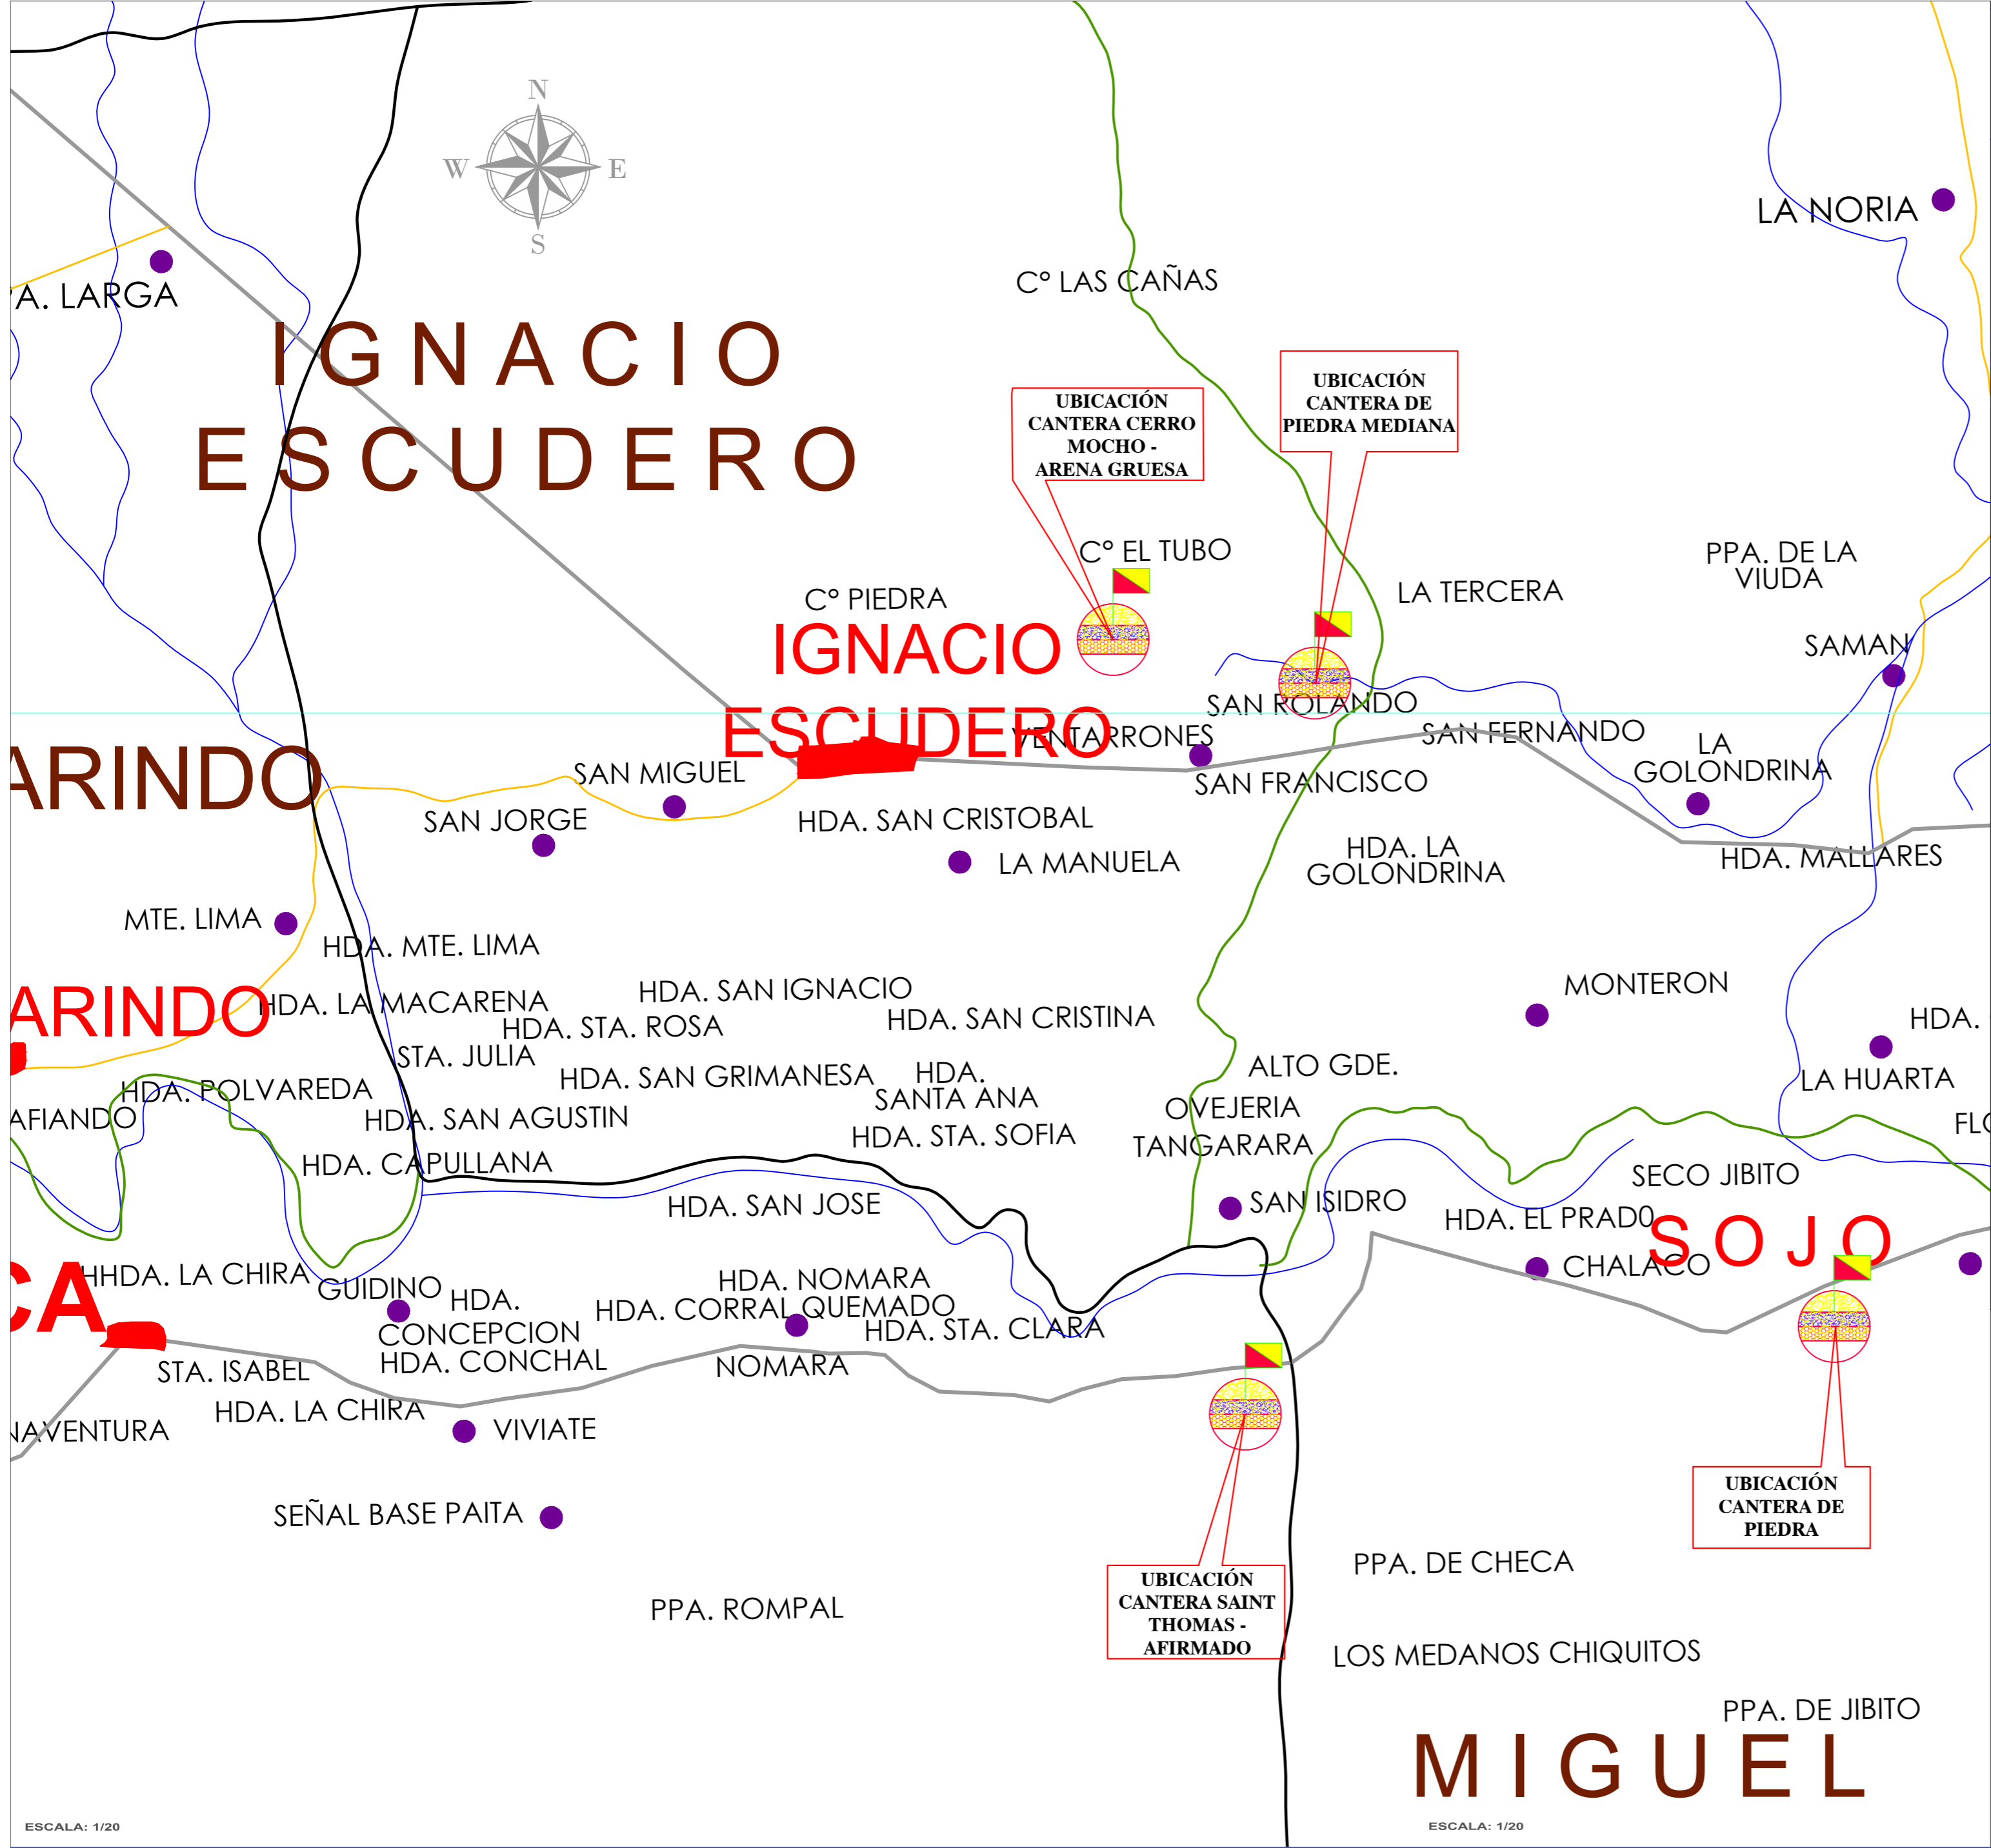 N
W
E
S
LA NORIA
A. LARGA
Cº LAS CAÑAS
IGNACIO
ESCUDERO
UBICACIÓN
CANTERA CERRO
MOCHO -
ARENA GRUESA
UBICACIÓN
CANTERA DE
PIEDRA MEDIANA
Cº EL TUBO
PPA. DE LA
VIUDA
LA TERCERA
Cº PIEDRA
IGNACIO
ESCUDERO
SAMAN
SAN ROLANDO
VENTARRONES
SAN FERNANDO
LA
GOLONDRINA
ARINDO
SAN MIGUEL
SAN FRANCISCO
SAN JORGE
HDA. SAN CRISTOBAL
LA MANUELA
HDA. LA
GOLONDRINA
HDA. MALLARES
MTE. LIMA
HDA. MTE. LIMA
MONTERON
HDA. SAN IGNACIO
ARINDO
HDA. LA MACARENA
HDA. STA. ROSA
HDA. SAN CRISTINA
HDA.
STA. JULIA
HDA. SAN GRIMANESA
HDA.
SANTA ANA
ALTO GDE.
LA HUARTA
HDA. POLVAREDA
AFIANDO
HDA. SAN AGUSTIN
HDA. STA. SOFIA
OVEJERIA
TANGARARA
FLO
HDA. CAPULLANA
SECO JIBITO
HDA. SAN JOSE
SAN ISIDRO
HDA. EL PRAD0
SOJO
CHALACO
HHDA. LA CHIRA
GUIDINO
HDA.
CONCEPCION
HDA. NOMARA
HDA. CORRAL QUEMADO
HDA. STA. CLARA
CA
HDA. CONCHAL
NOMARA
STA. ISABEL
HDA. LA CHIRA
NAVENTURA
VIVIATE
UBICACIÓN
CANTERA DE
PIEDRA
SEÑAL BASE PAITA
PPA. DE CHECA
UBICACIÓN
CANTERA SAINT
THOMAS -
AFIRMADO
PPA. ROMPAL
LOS MEDANOS CHIQUITOS
PPA. DE JIBITO
MIGUEL
ESCALA: 1/20
ESCALA: 1/20